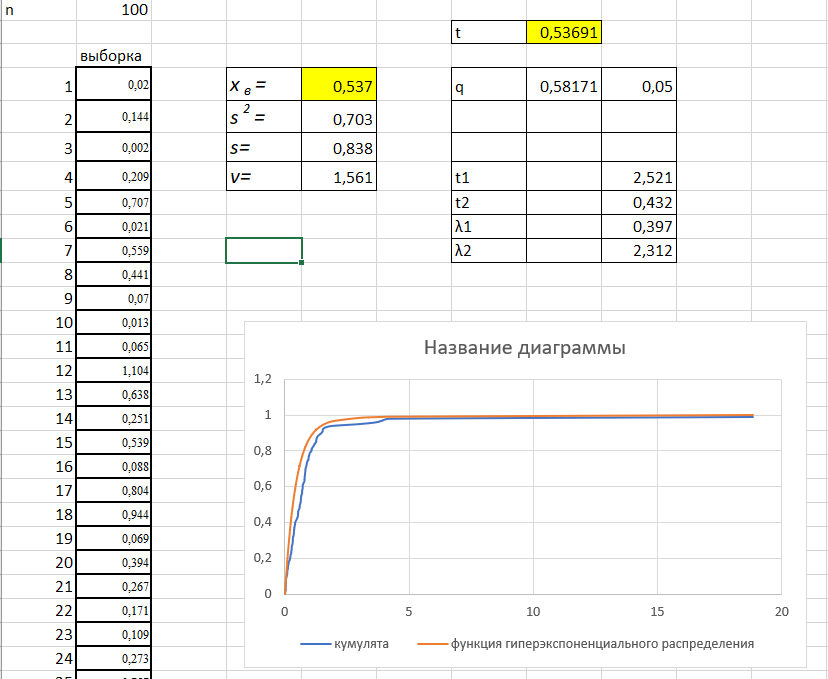 n 100
t 0,53691
выборка
1 0,02 x в = 0,537 q 0,58171 0,05
2 0,144 s 2 = 0,703
3 0,002 s= 0,838
4 0,209 v= 1,561 t1 2,521
5 0,707 t2 0,432
6 0,021 λ1 0,397
7 0,559 λ2 2,312
8 0,441
9 0,07
10 0,013
11 0,065
12 1,104
13 0,638
14 0,251
15 0,539
16 0,088
17 0,804
18 0,944
19 0,069
20 0,394
21 0,267
22 0,171
23 0,109
24 0,273
Название диаграммы
1,2
1
0,8
0,6
0,4
0,2
0
0 5 10 15 20
кумулята функция гиперэкспоненциального распределения